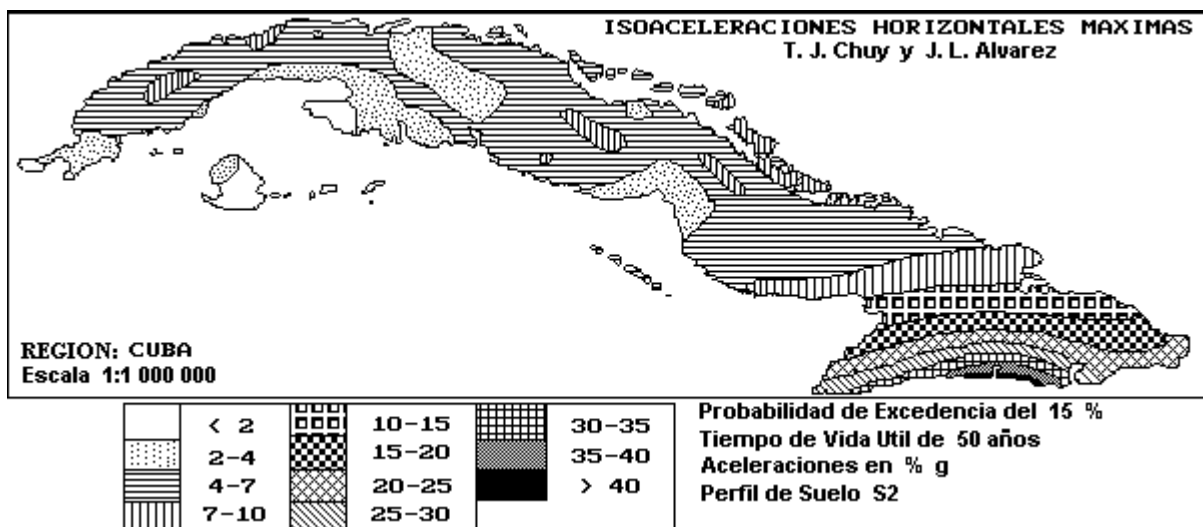 ISOACELERACIONES HORIZONTALES MAXIMAS
T. J. Chuy y J. L. Alvarez
REGION: CUBA
Escala 1:1 000 000
< 2
2-4
4-7
7-10
10-15
15-20
20-25
25-30
30-35
35-40
> 40
Probabilidad de Excedencia del 15 %
Tiempo de Vida Util de 50 años
Aceleraciones en % g
Perfil de Suelo S2